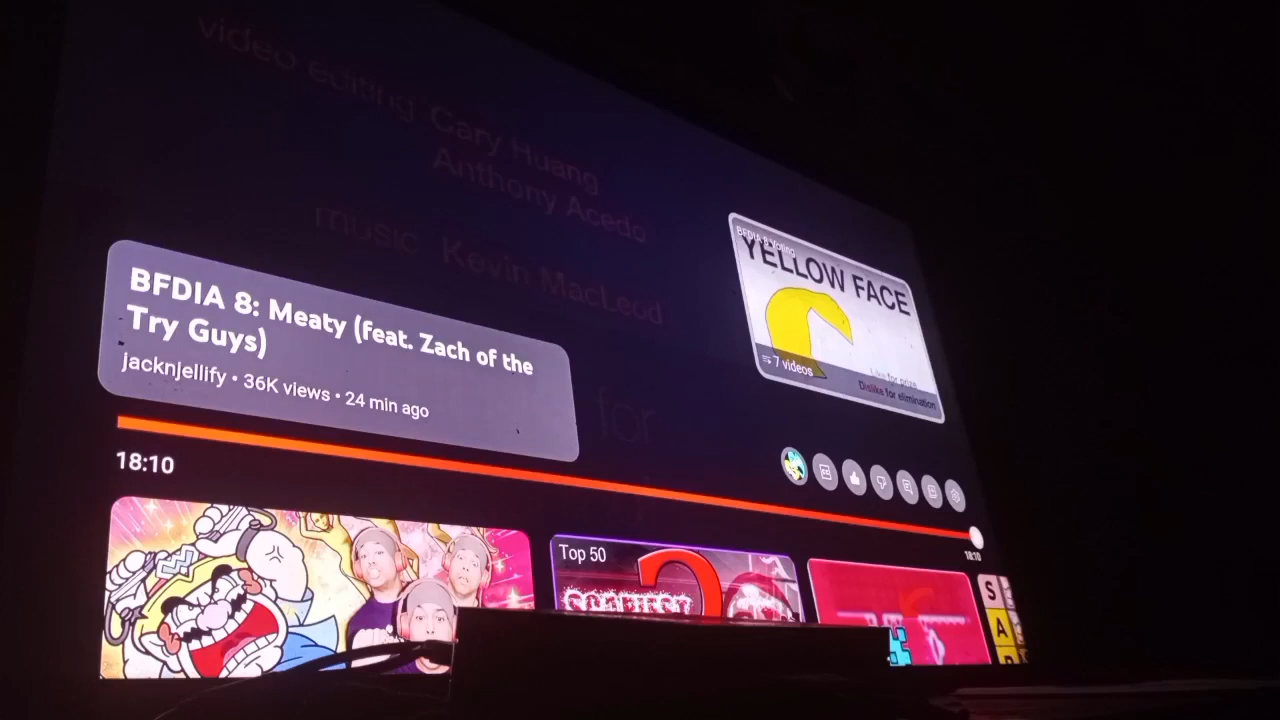 video editing Cary Huang
Anthony Acedo
music Kevin MacLeod
for
BFDIA 8: Meaty (feat. Zach of the
Try Guys)
jacknjellify • 36K views • 24 min ago
BFDIA 8 Voting
YELLOW FACE
7 videos
Like for prize
Dislike for elimination
18:10
18:10
Top 50
S
A